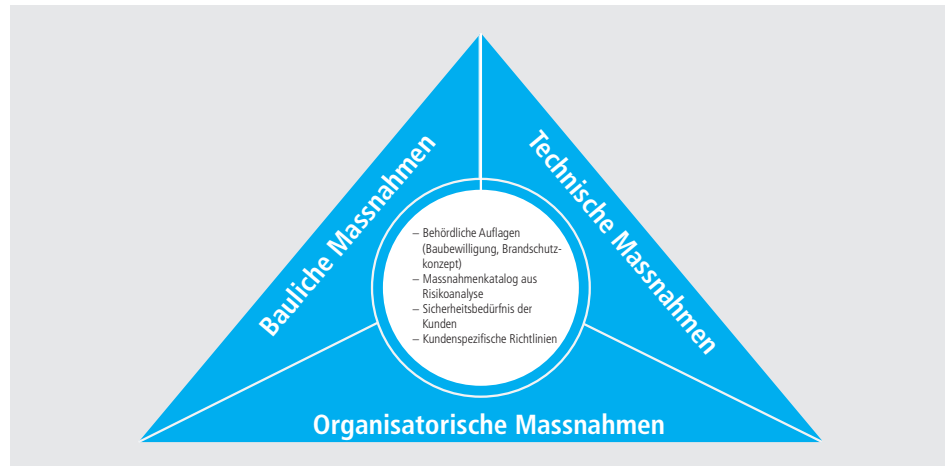 Bauliche Massnahmen
Technische Massnahmen
– Behördliche Auflagen
(Baubewilligung, Brandschutz-
konzept)
– Massnahmenkatalog aus
Risikoanalyse
– Sicherheitsbedürfnis der
Kunden
– Kundenspezifische Richtlinien
Organisatorische Massnahmen